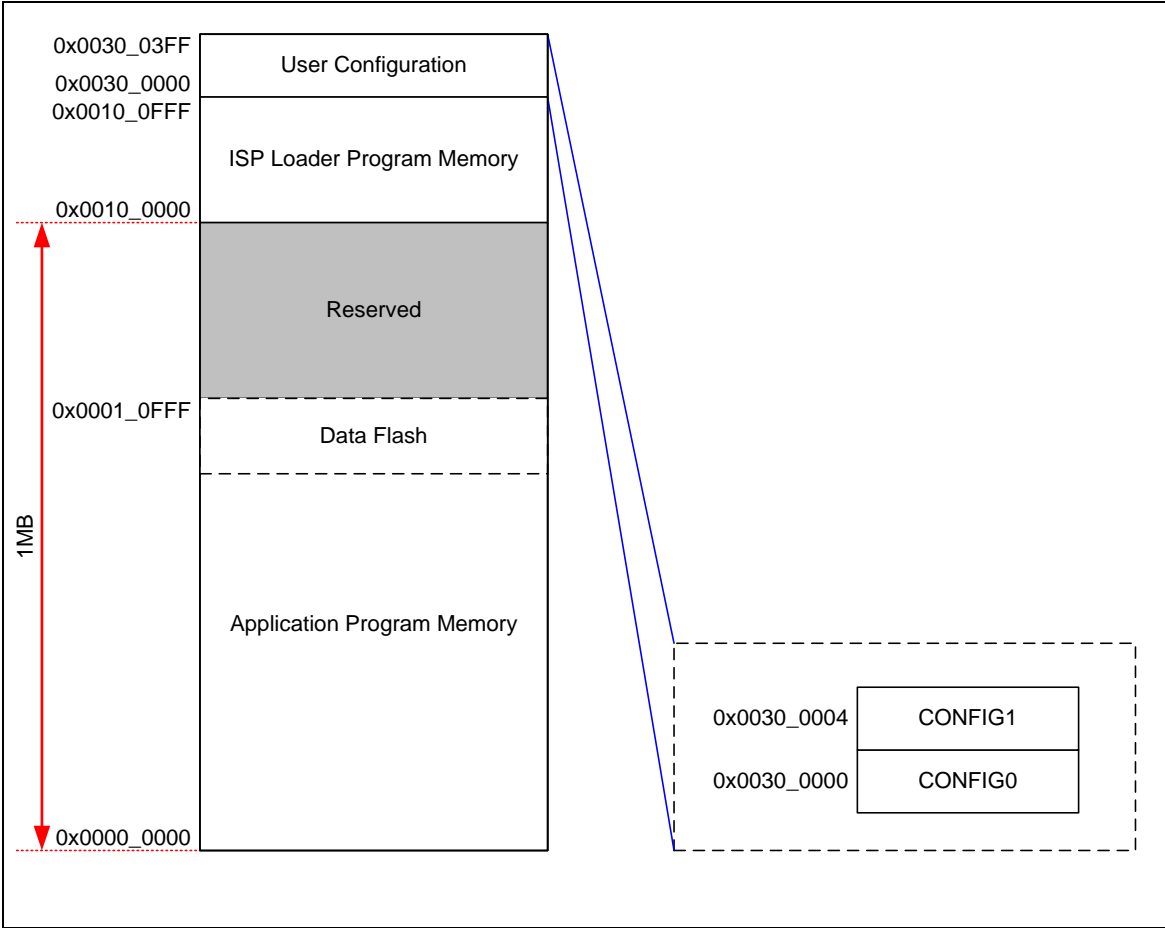 0x0030_03FF
User Configuration
0x0030_0000
0x0010_0FFF
ISP Loader Program Memory
0x0010_0000
Reserved
0x0001_0FFF
Data Flash
1MB
Application Program Memory
0x0000_0000
0x0030_0004
CONFIG1
0x0030_0000
CONFIG0